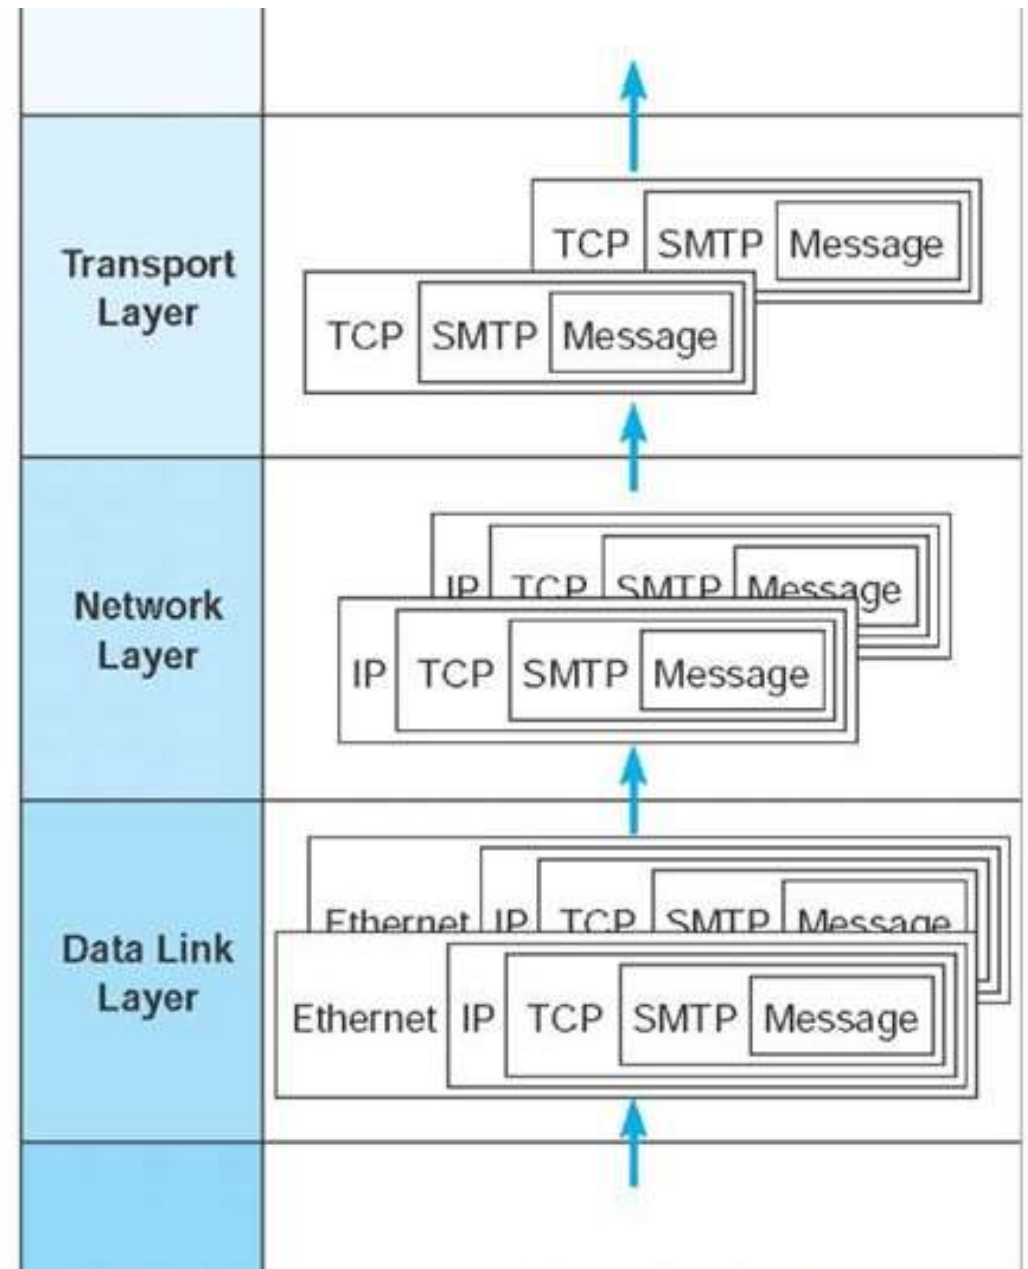 TCP SMTP Message
Transport
Layer
TCP SMTP Message
IP TCP SMTP Message
Network
Layer
IP TCP SMTP Message
Ethernet IP TCP SMTP Message
Data Link
Layer
Ethernet IP TCP SMTP Message